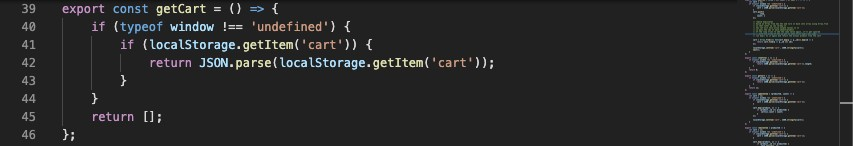 39 export const getCart = () => {
40     if (typeof window !== 'undefined') {
41         if (localStorage.getItem('cart')) {
42             return JSON.parse(localStorage.getItem('cart'));
43         }
44     }
45     return [];
46 };